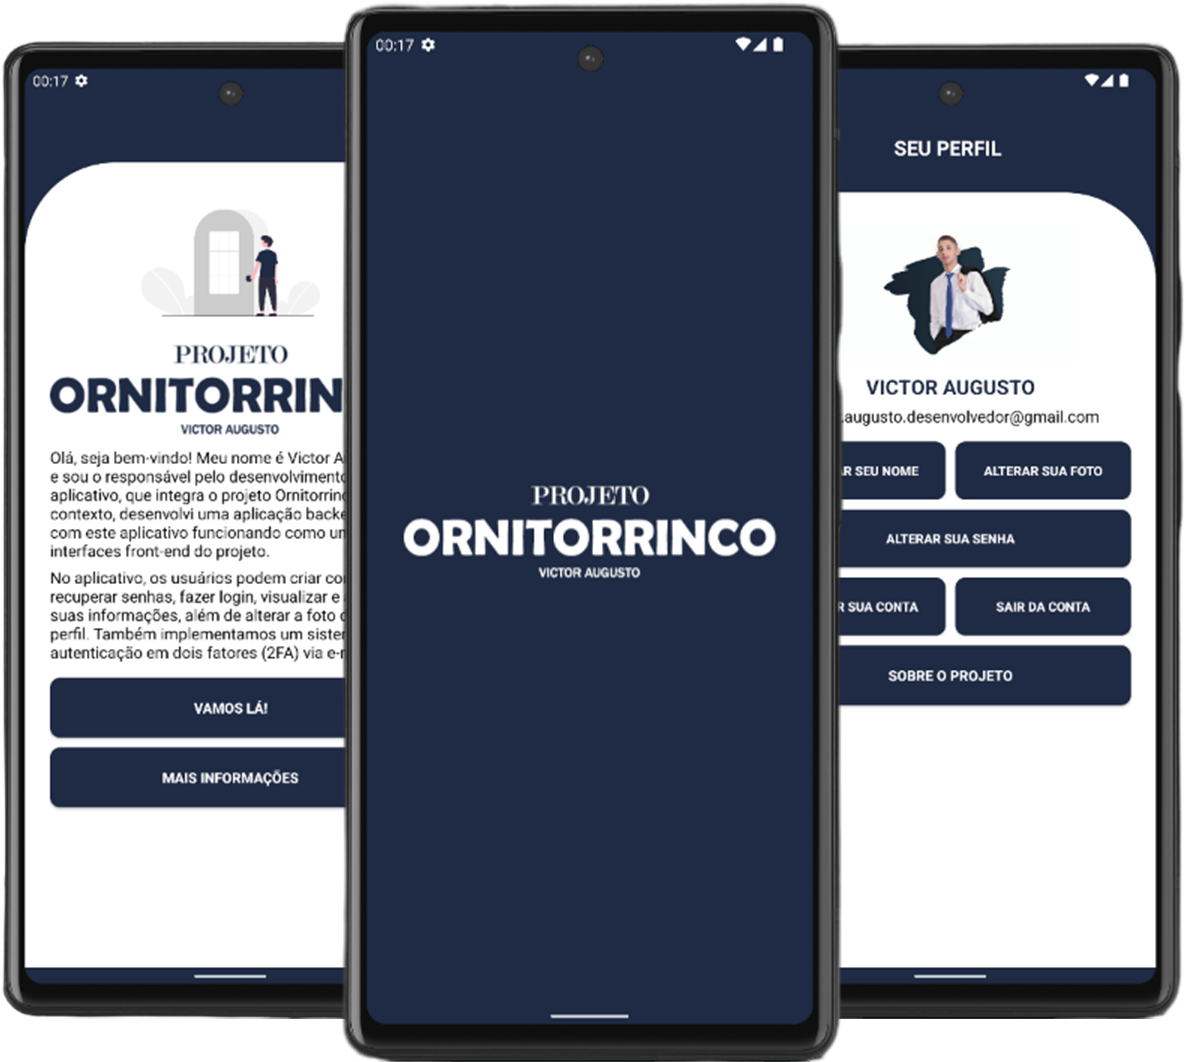 00:17
PROJETO
ORNITORRIN
VICTOR AUGUSTO
Olá, seja bem-vindo! Meu nome é Victor A
e sou o responsável pelo desenvolvimento
aplicativo, que integra o projeto Ornitorrinc
contexto, desenvolvi uma aplicação backe
com este aplicativo funcionando como un
interfaces front-end do projeto.
No aplicativo, os usuários podem criar co
recuperar senhas, fazer login, visualizar e
suas informações, além de alterar a foto
perfil. Também implementamos um sister
autenticação em dois fatores (2FA) via e-
VAMOS LÁ!
MAIS INFORMAÇÕES
00:17
PROJETO
ORNITORRINCO
VICTOR AUGUSTO
SEU PERFIL
VICTOR AUGUSTO
.augusto.desenvolvedor@gmail.com
R SEU NOME
ALTERAR SUA FOTO
ALTERAR SUA SENHA
R SUA CONTA
SAIR DA CONTA
SOBRE O PROJETO